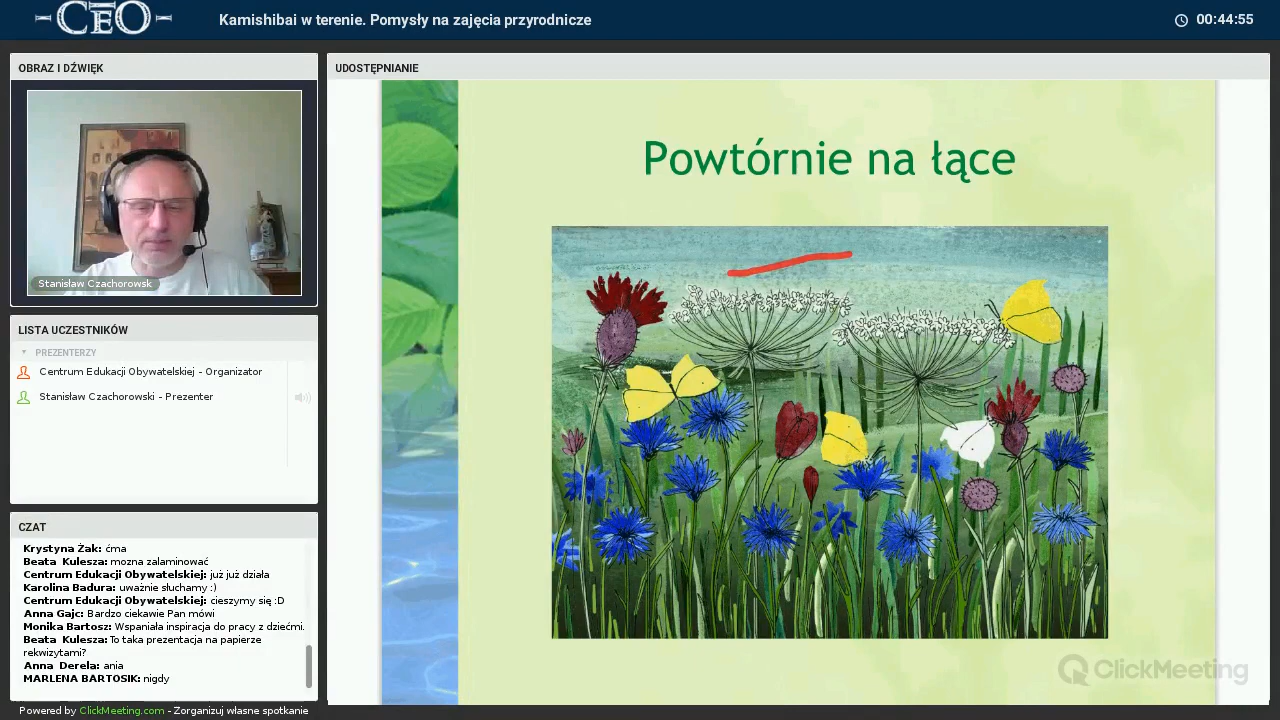 CEO
Kamishibai w terenie. Pomysły na zajęcia przyrodnicze
00:44:55
OBRAZ I DŹWIĘK
Stanisław Czachorowsk
LISTA UCZESTNIKÓW
PREZENTERZY
Centrum Edukacji Obywatelskiej - Organizator
Stanisław Czachorowski - Prezenter
CZAT
Krystyna Żak: ćma
Beata Kulesza: mozna zalaminować
Centrum Edukacji Obywatelskiej: już już działa
Karolina Badura: uważnie słuchamy :)
Centrum Edukacji Obywatelskiej: cieszymy się :D
Anna Gajc: Bardzo ciekawie Pan mówi
Monika Bartosz: Wspaniała inspiracja do pracy z dziećmi.
Beata Kulesza: To taka prezentacja na papierze
rekwizytami?
Anna Derela: ania
MARLENA BARTOSIK: nigdy
Powered by ClickMeeting.com - Zorganizuj własne spotkanie
UDOSTĘPNIANIE
Powtórnie na łące
ClickMeeting